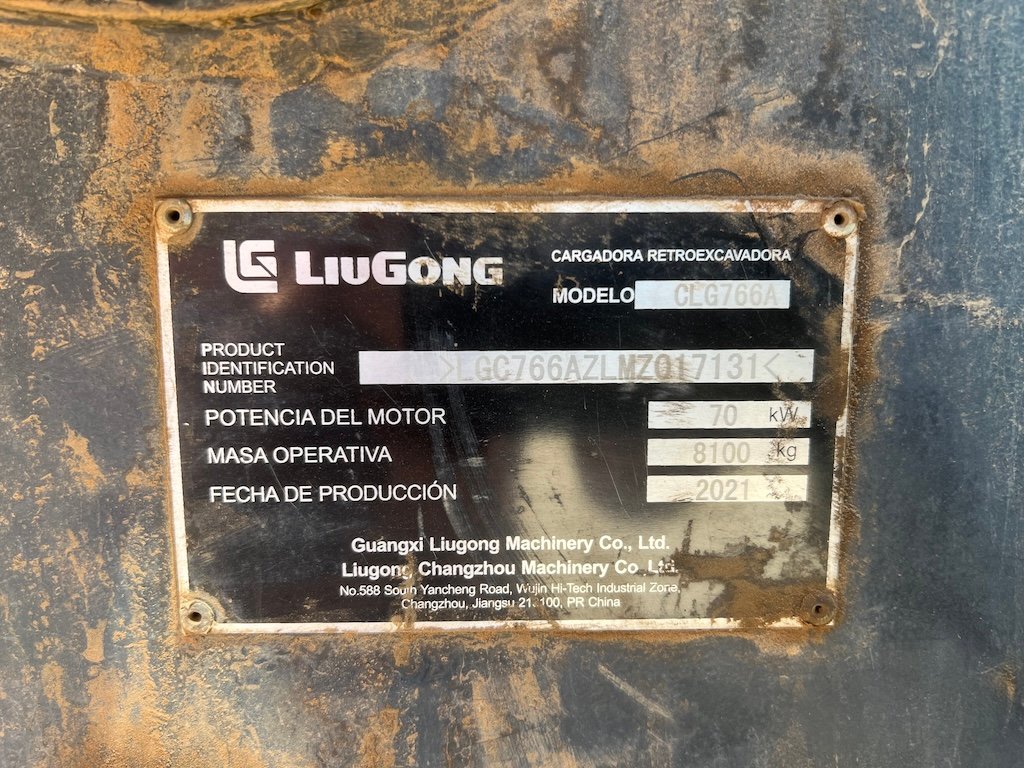 LG LIUGONG
CARGADORA RETROEXCAVADORA
MODELO CLG766A
PRODUCT
IDENTIFICATION
NUMBER
>LGC766AZLMZ017131<
POTENCIA DEL MOTOR 70 kW
MASA OPERATIVA 8100 kg
FECHA DE PRODUCCIÓN 2021
Guangxi Liugong Machinery Co., Ltd.
Liugong Changzhou Machinery Co., Ltd.
No.588 South Yancheng Road, Wujin Hi-Tech Industrial Zone,
Changzhou, Jiangsu PR China